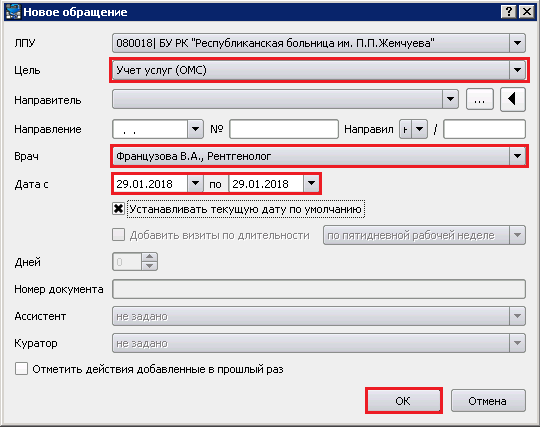 Новое обращение
ЛПУ 080018| БУ РК "Республиканская больница им. П.П.Жемчуева"
Цель Учет услуг (ОМС)
Направитель ...
Направление . . № Направил /
Врач Французова В.А., Рентгенолог
Дата с 29.01.2018 по 29.01.2018
Устанавливать текущую дату по умолчанию
Добавить визиты по длительности по пятидневной рабочей неделе
Дней 0
Номер документа
Ассистент не задано
Куратор не задано
Отметить действия добавленные в прошлый раз
ОК Отмена